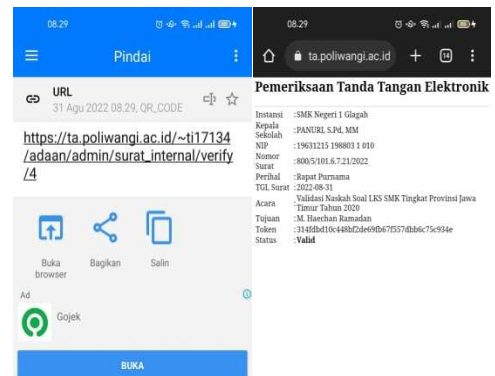 08.29
Pindai
URL
31 Agu 2022 08.29, QR_CODE
https://ta.poliwangi.ac.id/~ti17134
/adaan/admin/surat_internal/verify
/4
Buka
browser
Bagikan
Salin
Ad
Gojek
BUKA
08.29
ta.poliwangi.ac.id
14
Pemeriksaan Tanda Tangan Elektronik
Instansi : SMK Negeri 1 Glagah
Kepala
Sekolah : PANURI, S.Pd, MM
NIP : 19631215 198803 1 010
Nomor
Surat : 800/5/101.6.7.21/2022
Perihal : Rapat Purnama
TGL Surat : 2022-08-31
Acara : Validasi Naskah Soal LKS SMK Tingkat Provinsi Jawa
Timur Tahun 2020
Tujuan : M. Haechan Ramadan
Token : 314fdbd10c448bf2de69fb67f557dbb6c75c934e
Status : Valid